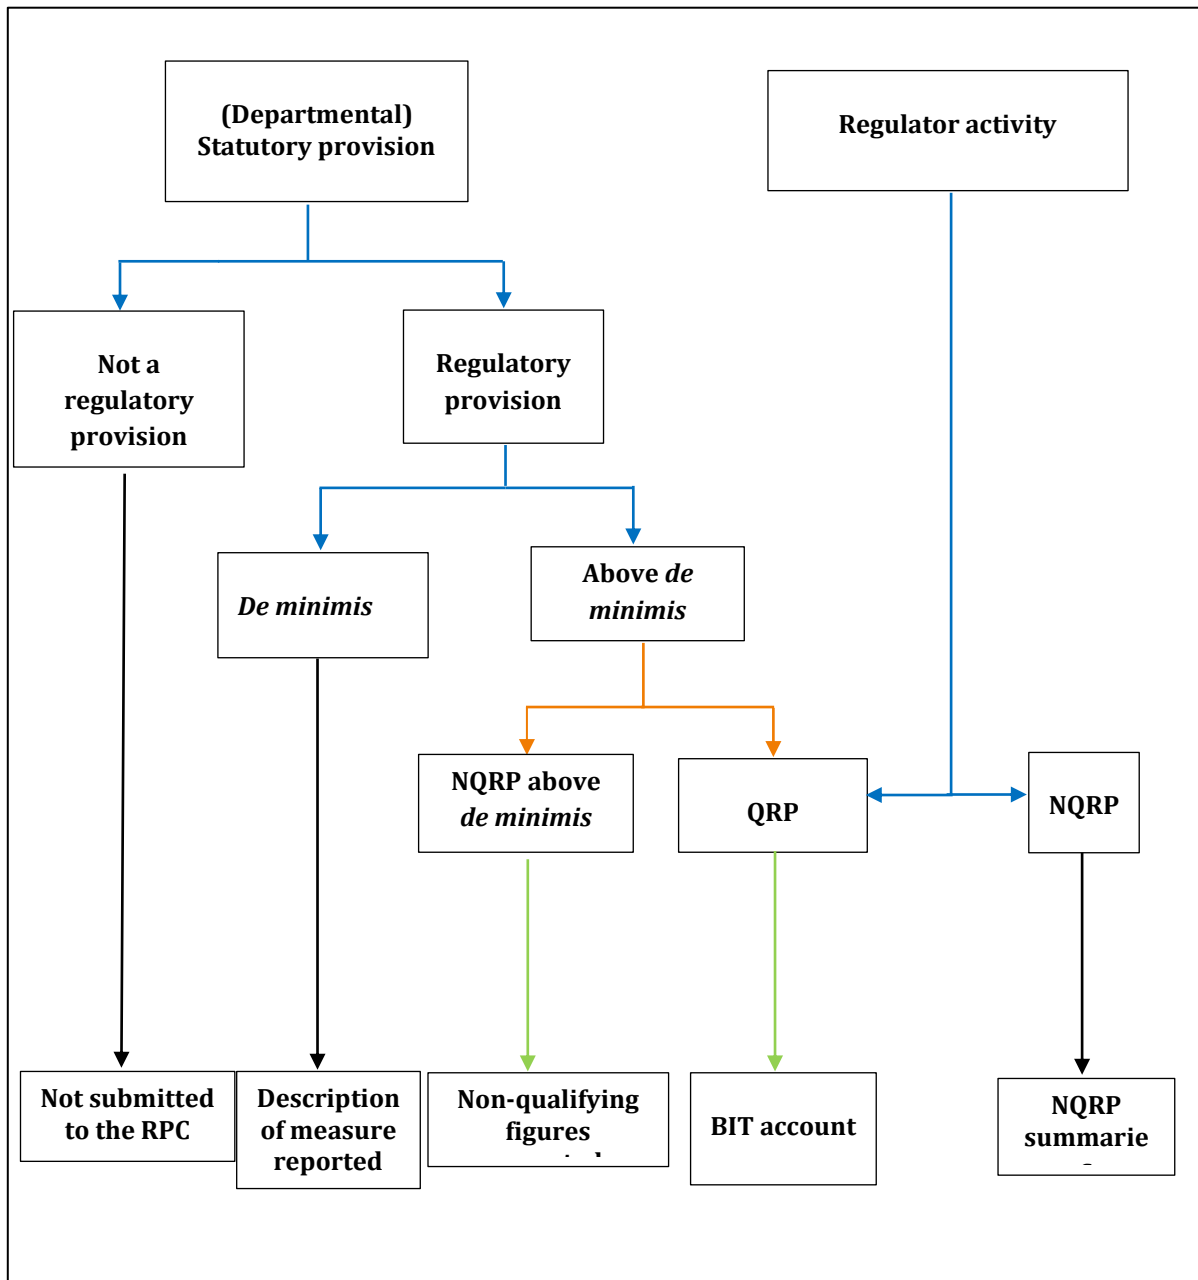 (Departmental)
Statutory provision
Regulator activity
Not a
regulatory
provision
Regulatory
provision
De minimis
Above de
minimis
NQRP above
de minimis
QRP
NQRP
Not submitted
to the RPC
Description
of measure
reported
Non-qualifying
figures
BIT account
NQRP
summarie